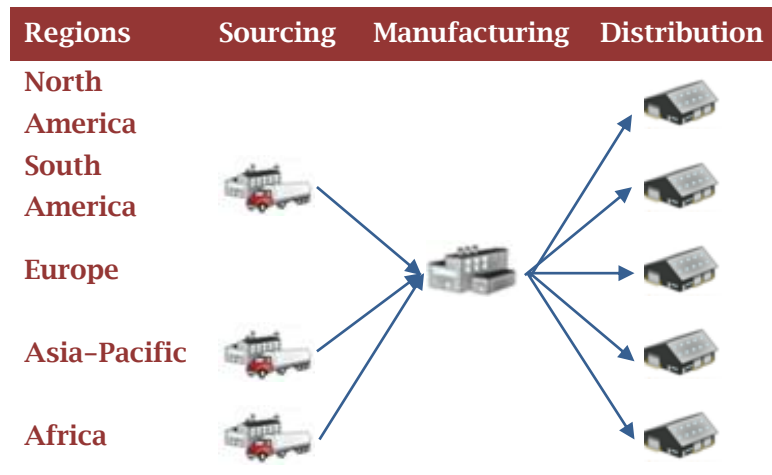 Regions Sourcing Manufacturing Distribution
North
America
South
America
Europe
Asia–Pacific
Africa